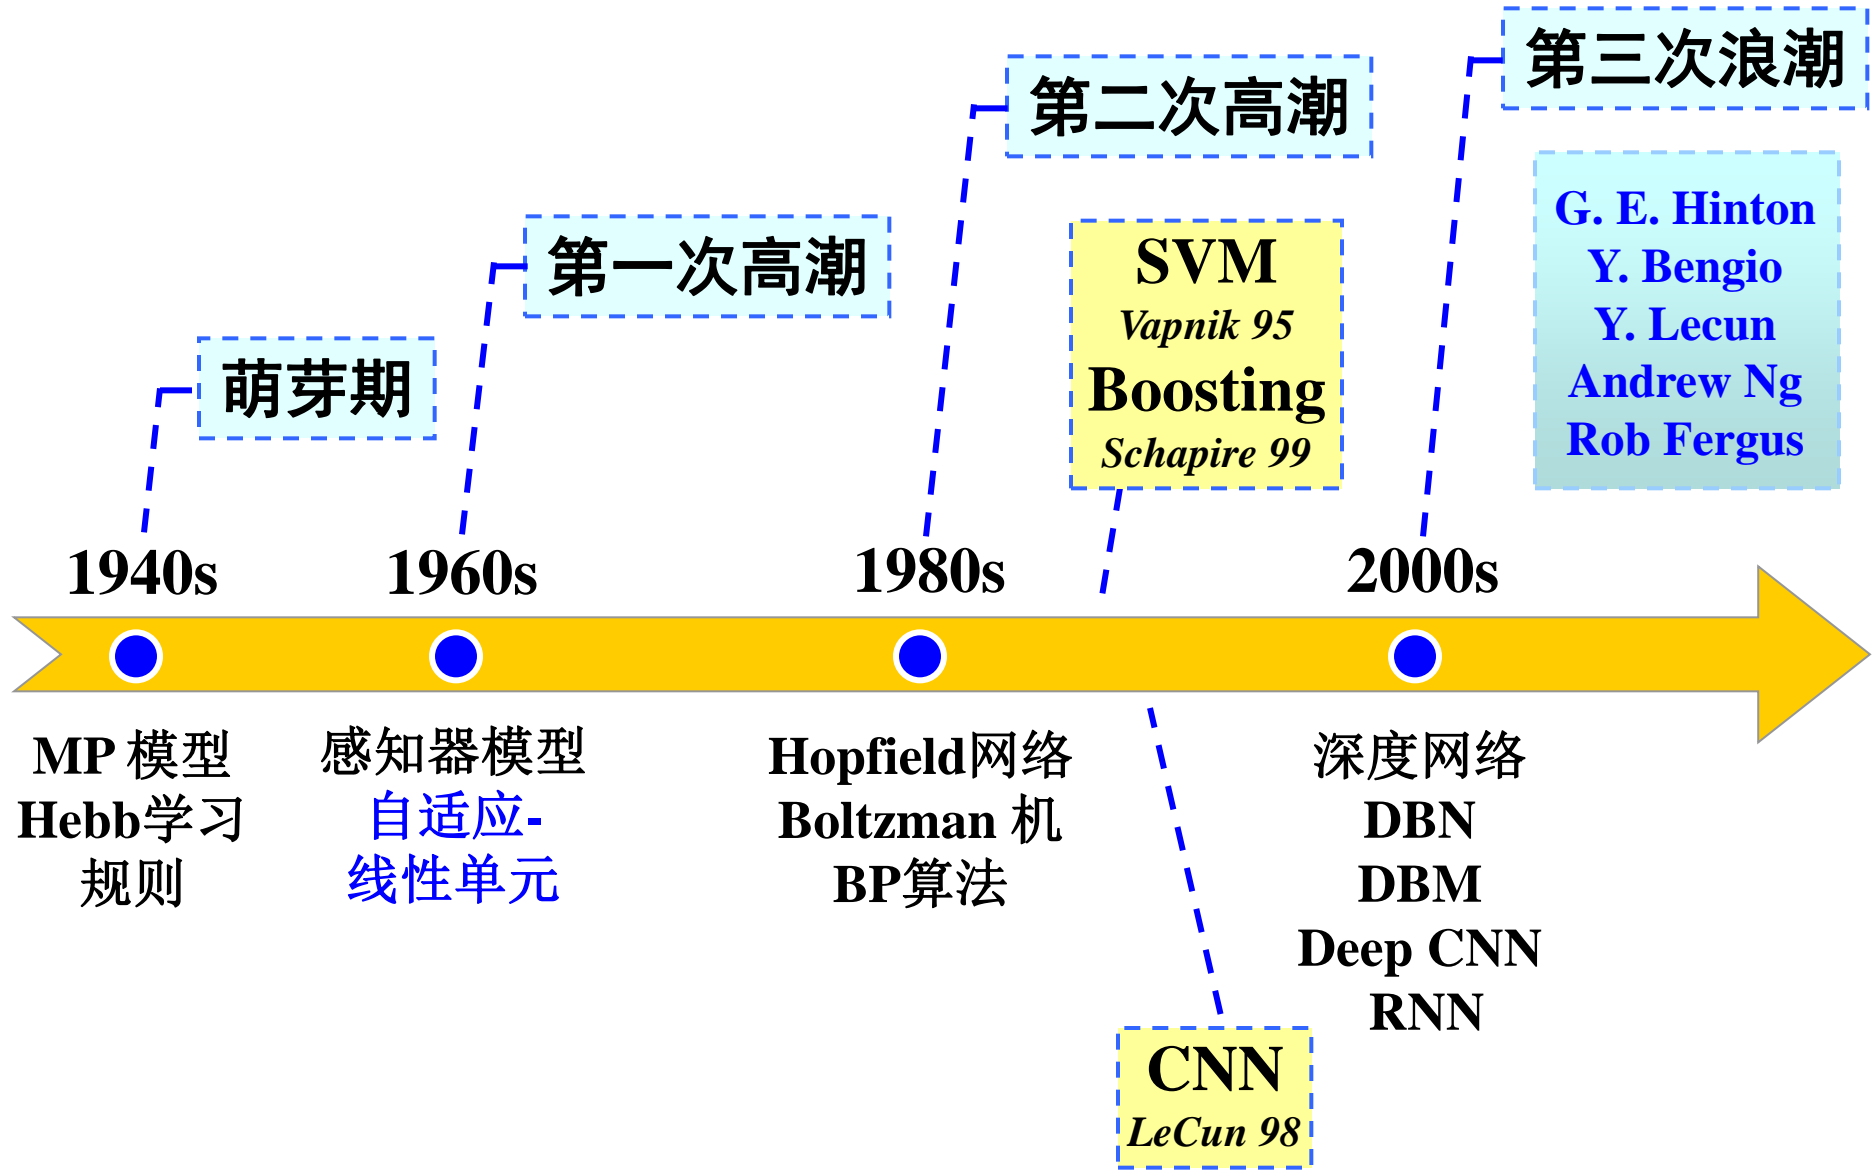 第三次浪潮
第二次高潮
第一次高潮
萌芽期
G. E. Hinton
Y. Bengio
Y. Lecun
Andrew Ng
Rob Fergus
SVM
Vapnik 95
Boosting
Schapire 99
1940s
1960s
1980s
2000s
MP 模型
Hebb学习
规则
感知器模型
自适应-
线性单元
Hopfield网络
Boltzman 机
BP算法
深度网络
DBN
DBM
Deep CNN
RNN
CNN
LeCun 98